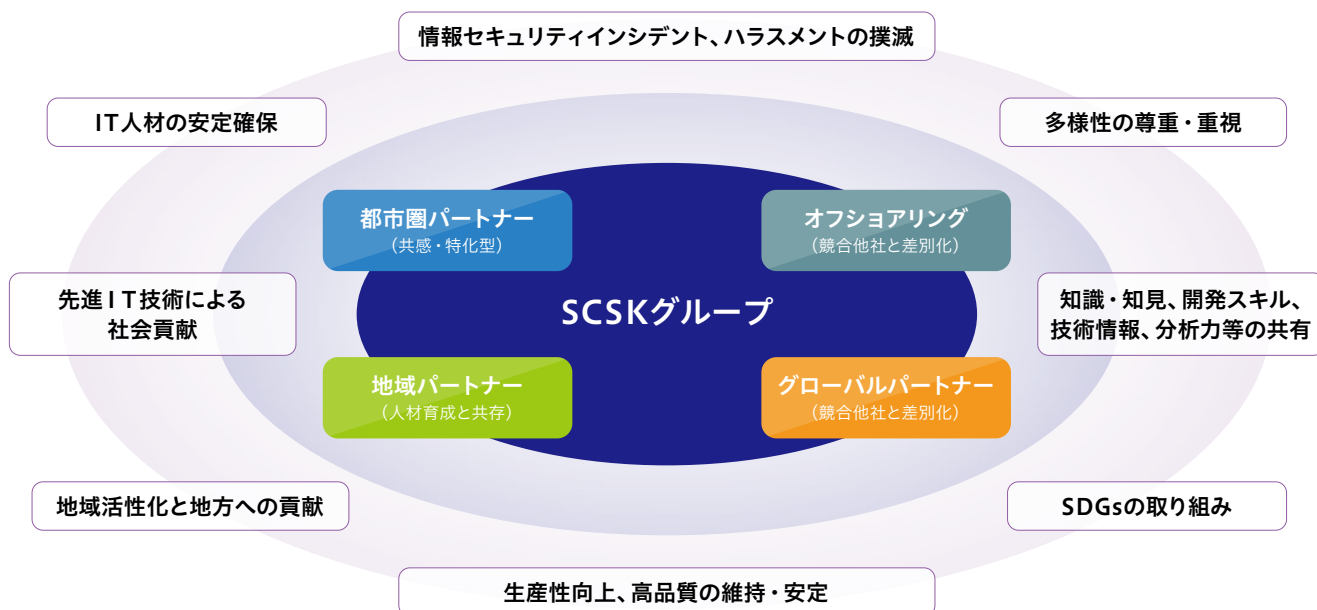 情報セキュリティインシデント、ハラスメントの撲滅
IT人材の安定確保
多様性の尊重・重視
都市圏パートナー
（共感・特化型）
オフショアリング
（競合他社と差別化）
先進IT技術による
社会貢献
SCSKグループ
知識・知見、開発スキル、
技術情報、分析力等の共有
地域パートナー
（人材育成と共存）
グローバルパートナー
（競合他社と差別化）
地域活性化と地方への貢献
SDGsの取り組み
生産性向上、高品質の維持・安定